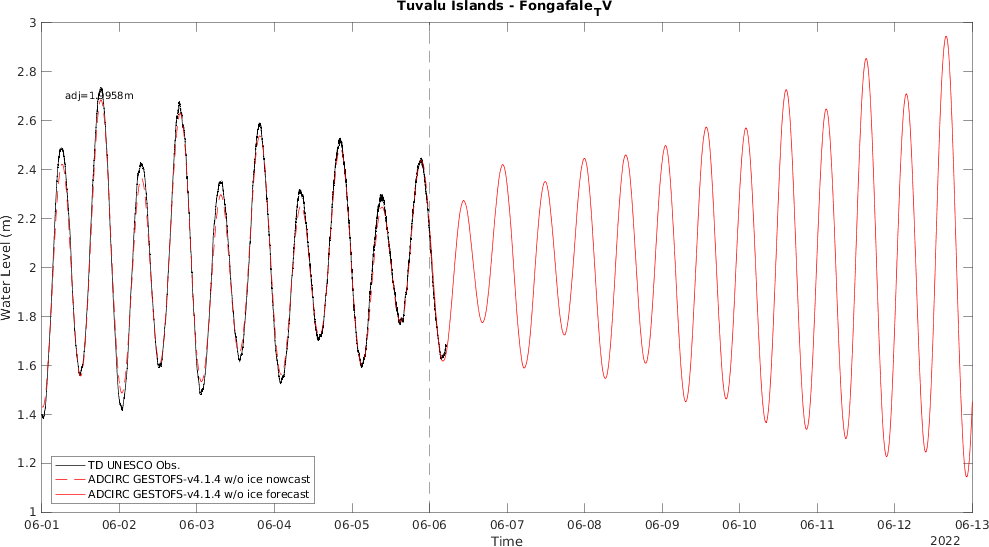 Tuvalu Islands - Fongafale_TV
3
2.8
2.6
2.4
2.2
2
1.8
1.6
1.4
1.2
1
Water Level (m)
TD UNESCO Obs.
ADCIRC GESTOFS-v4.1.4 w/o ice nowcast
ADCIRC GESTOFS-v4.1.4 w/o ice forecast
06-01 06-02 06-03 06-04 06-05 06-06 06-07 06-08 06-09 06-10 06-11 06-12 06-13
Time
2022